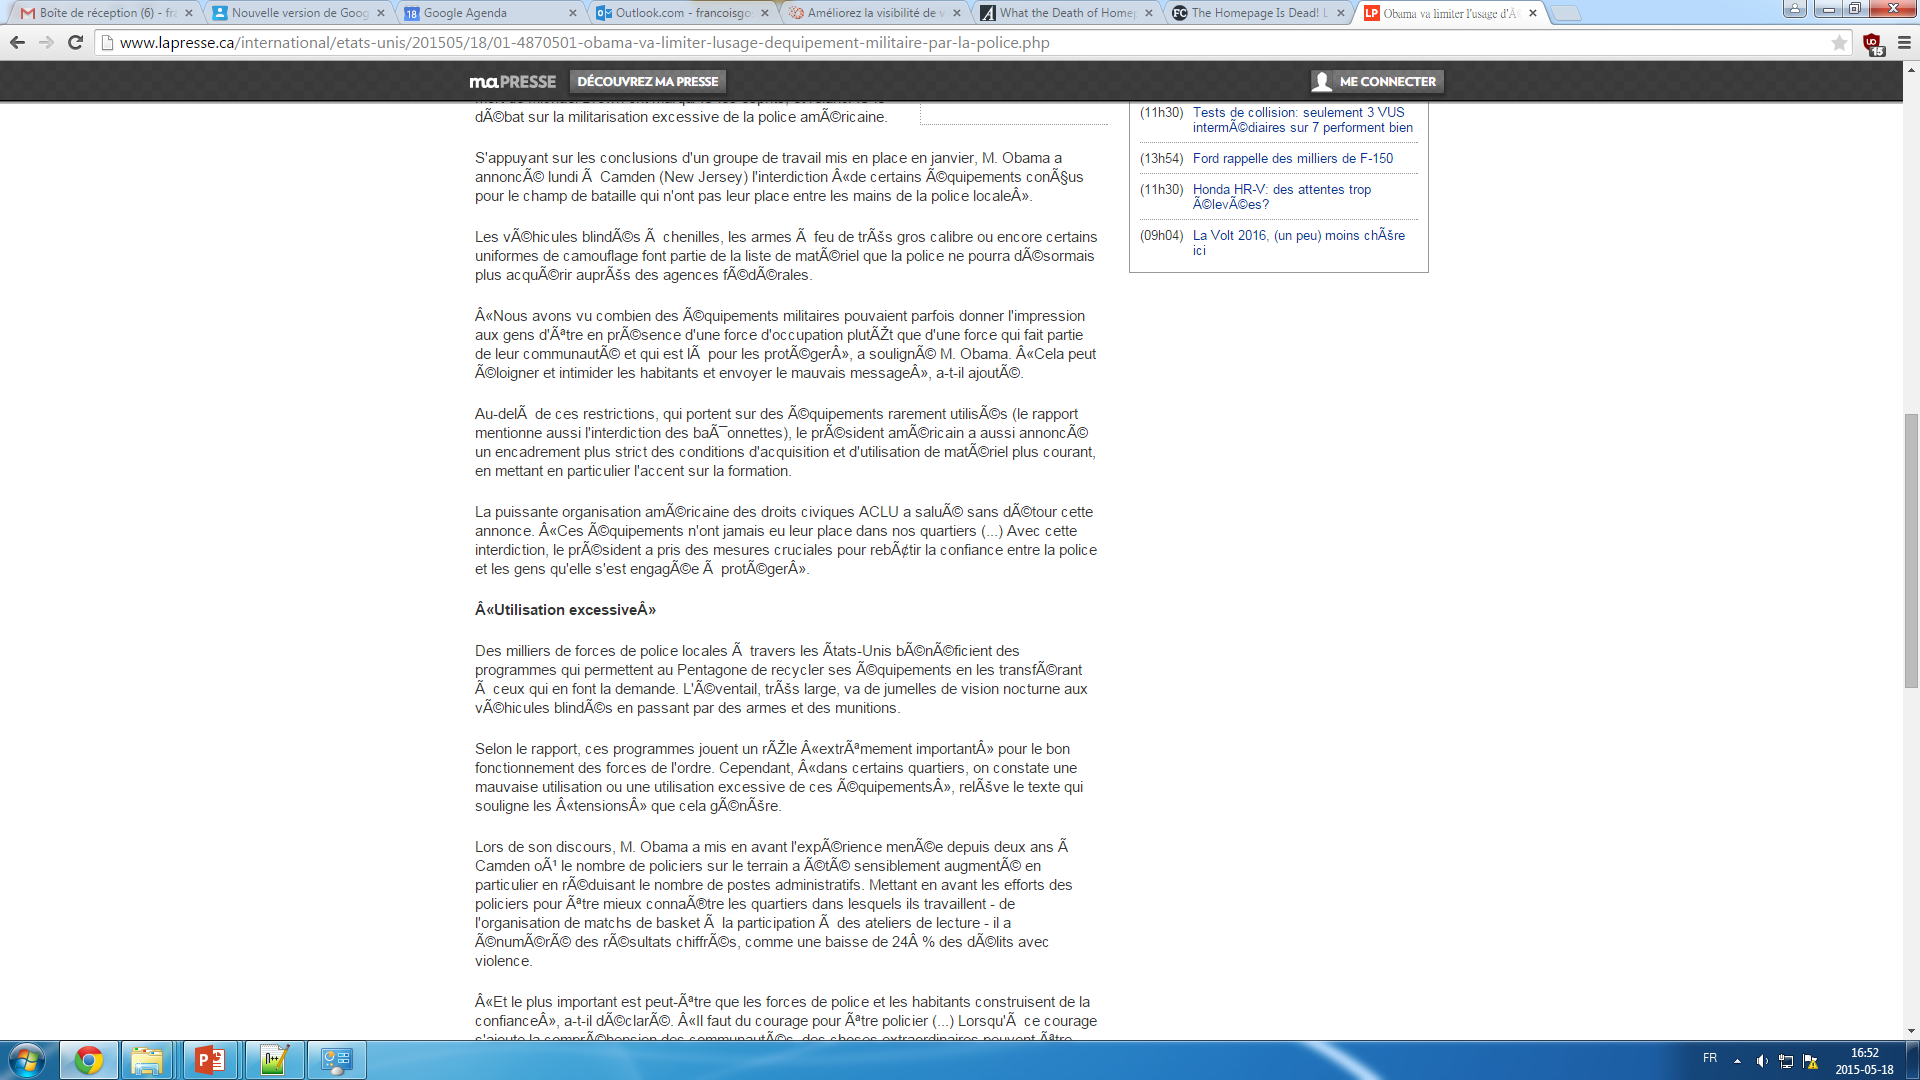 Boîte de réception (6) - fra
Nouvelle version de Goog
Google Agenda
Outlook.com - francoisgo
Améliorez la visibilité de v
What the Death of Homep
The Homepage Is Dead! L
Obama va limiter l'usage d'Ã
www.lapresse.ca/international/etats-unis/201505/18/01-4870501-obama-va-limiter-lusage-dequipement-militaire-par-la-police.php
15
maPRESSE DÉCOUVREZ MA PRESSE
ME CONNECTER
dÃ©bat sur la militarisation excessive de la police amÃ©ricaine.
S'appuyant sur les conclusions d'un groupe de travail mis en place en janvier, M. Obama a
annoncÃ© lundi Ã  Camden (New Jersey) l'interdiction Â«de certains Ã©quipements conÃ§us
pour le champ de bataille qui n'ont pas leur place entre les mains de la police localeÂ».
Les vÃ©hicules blindÃ©s Ã  chenilles, les armes Ã  feu de trÃšs gros calibre ou encore certains
uniformes de camouflage font partie de la liste de matÃ©riel que la police ne pourra dÃ©sormais
plus acquÃ©rir auprÃšs des agences fÃ©dÃ©rales.
Â«Nous avons vu combien des Ã©quipements militaires pouvaient parfois donner l'impression
aux gens d'Ãªtre en prÃ©sence d'une force d'occupation plutÃŽt que d'une force qui fait partie
de leur communautÃ© et qui est lÃ  pour les protÃ©gerÂ», a soulignÃ© M. Obama. Â«Cela peut
Ã©loigner et intimider les habitants et envoyer le mauvais messageÂ», a-t-il ajoutÃ©.
Au-delÃ  de ces restrictions, qui portent sur des Ã©quipements rarement utilisÃ©s (le rapport
mentionne aussi l'interdiction des baÃ¯onnettes), le prÃ©sident amÃ©ricain a aussi annoncÃ©
un encadrement plus strict des conditions d'acquisition et d'utilisation de matÃ©riel plus courant,
en mettant en particulier l'accent sur la formation.
La puissante organisation amÃ©ricaine des droits civiques ACLU a saluÃ© sans dÃ©tour cette
annonce. Â«Ces Ã©quipements n'ont jamais eu leur place dans nos quartiers (...) Avec cette
interdiction, le prÃ©sident a pris des mesures cruciales pour rebÃ¢tir la confiance entre la police
et les gens qu'elle s'est engagÃ©e Ã  protÃ©gerÂ».
Â«Utilisation excessiveÂ»
Des milliers de forces de police locales Ã  travers les Ãtats-Unis bÃ©nÃ©ficient des
programmes qui permettent au Pentagone de recycler ses Ã©quipements en les transfÃ©rant
Ã  ceux qui en font la demande. L'Ã©ventail, trÃšs large, va de jumelles de vision nocturne aux
vÃ©hicules blindÃ©s en passant par des armes et des munitions.
Selon le rapport, ces programmes jouent un rÃŽle Â«extrÃªmement importantÂ» pour le bon
fonctionnement des forces de l'ordre. Cependant, Â«dans certains quartiers, on constate une
mauvaise utilisation ou une utilisation excessive de ces Ã©quipementsÂ», relÃšve le texte qui
souligne les Â«tensionsÂ» que cela gÃ©nÃšre.
Lors de son discours, M. Obama a mis en avant l'expÃ©rience menÃ©e depuis deux ans Ã
Camden oÃ¹ le nombre de policiers sur le terrain a Ã©tÃ© sensiblement augmentÃ© en
particulier en rÃ©duisant le nombre de postes administratifs. Mettant en avant les efforts des
policiers pour Ãªtre mieux connaÃ®tre les quartiers dans lesquels ils travaillent - de
l'organisation de matchs de basket Ã  la participation Ã  des ateliers de lecture - il a
Ã©numÃ©rÃ© des rÃ©sultats chiffrÃ©s, comme une baisse de 24Â % des dÃ©lits avec
violence.
Â«Et le plus important est peut-Ãªtre que les forces de police et les habitants construisent de la
confianceÂ», a-t-il dÃ©clarÃ©. Â«Il faut du courage pour Ãªtre policier (...) Lorsqu'Ã  ce courage
s'ajoute la comprÃ©hension des communautÃ©s, des choses extraordinaires peuvent Ãªtre
(11h30) Tests de collision: seulement 3 VUS
intermÃ©diaires sur 7 performent bien
(13h54) Ford rappelle des milliers de F-150
(11h30) Honda HR-V: des attentes trop
Ã©levÃ©es?
(09h04) La Volt 2016, (un peu) moins chÃšre
ici
FR
16:52
2015-05-18